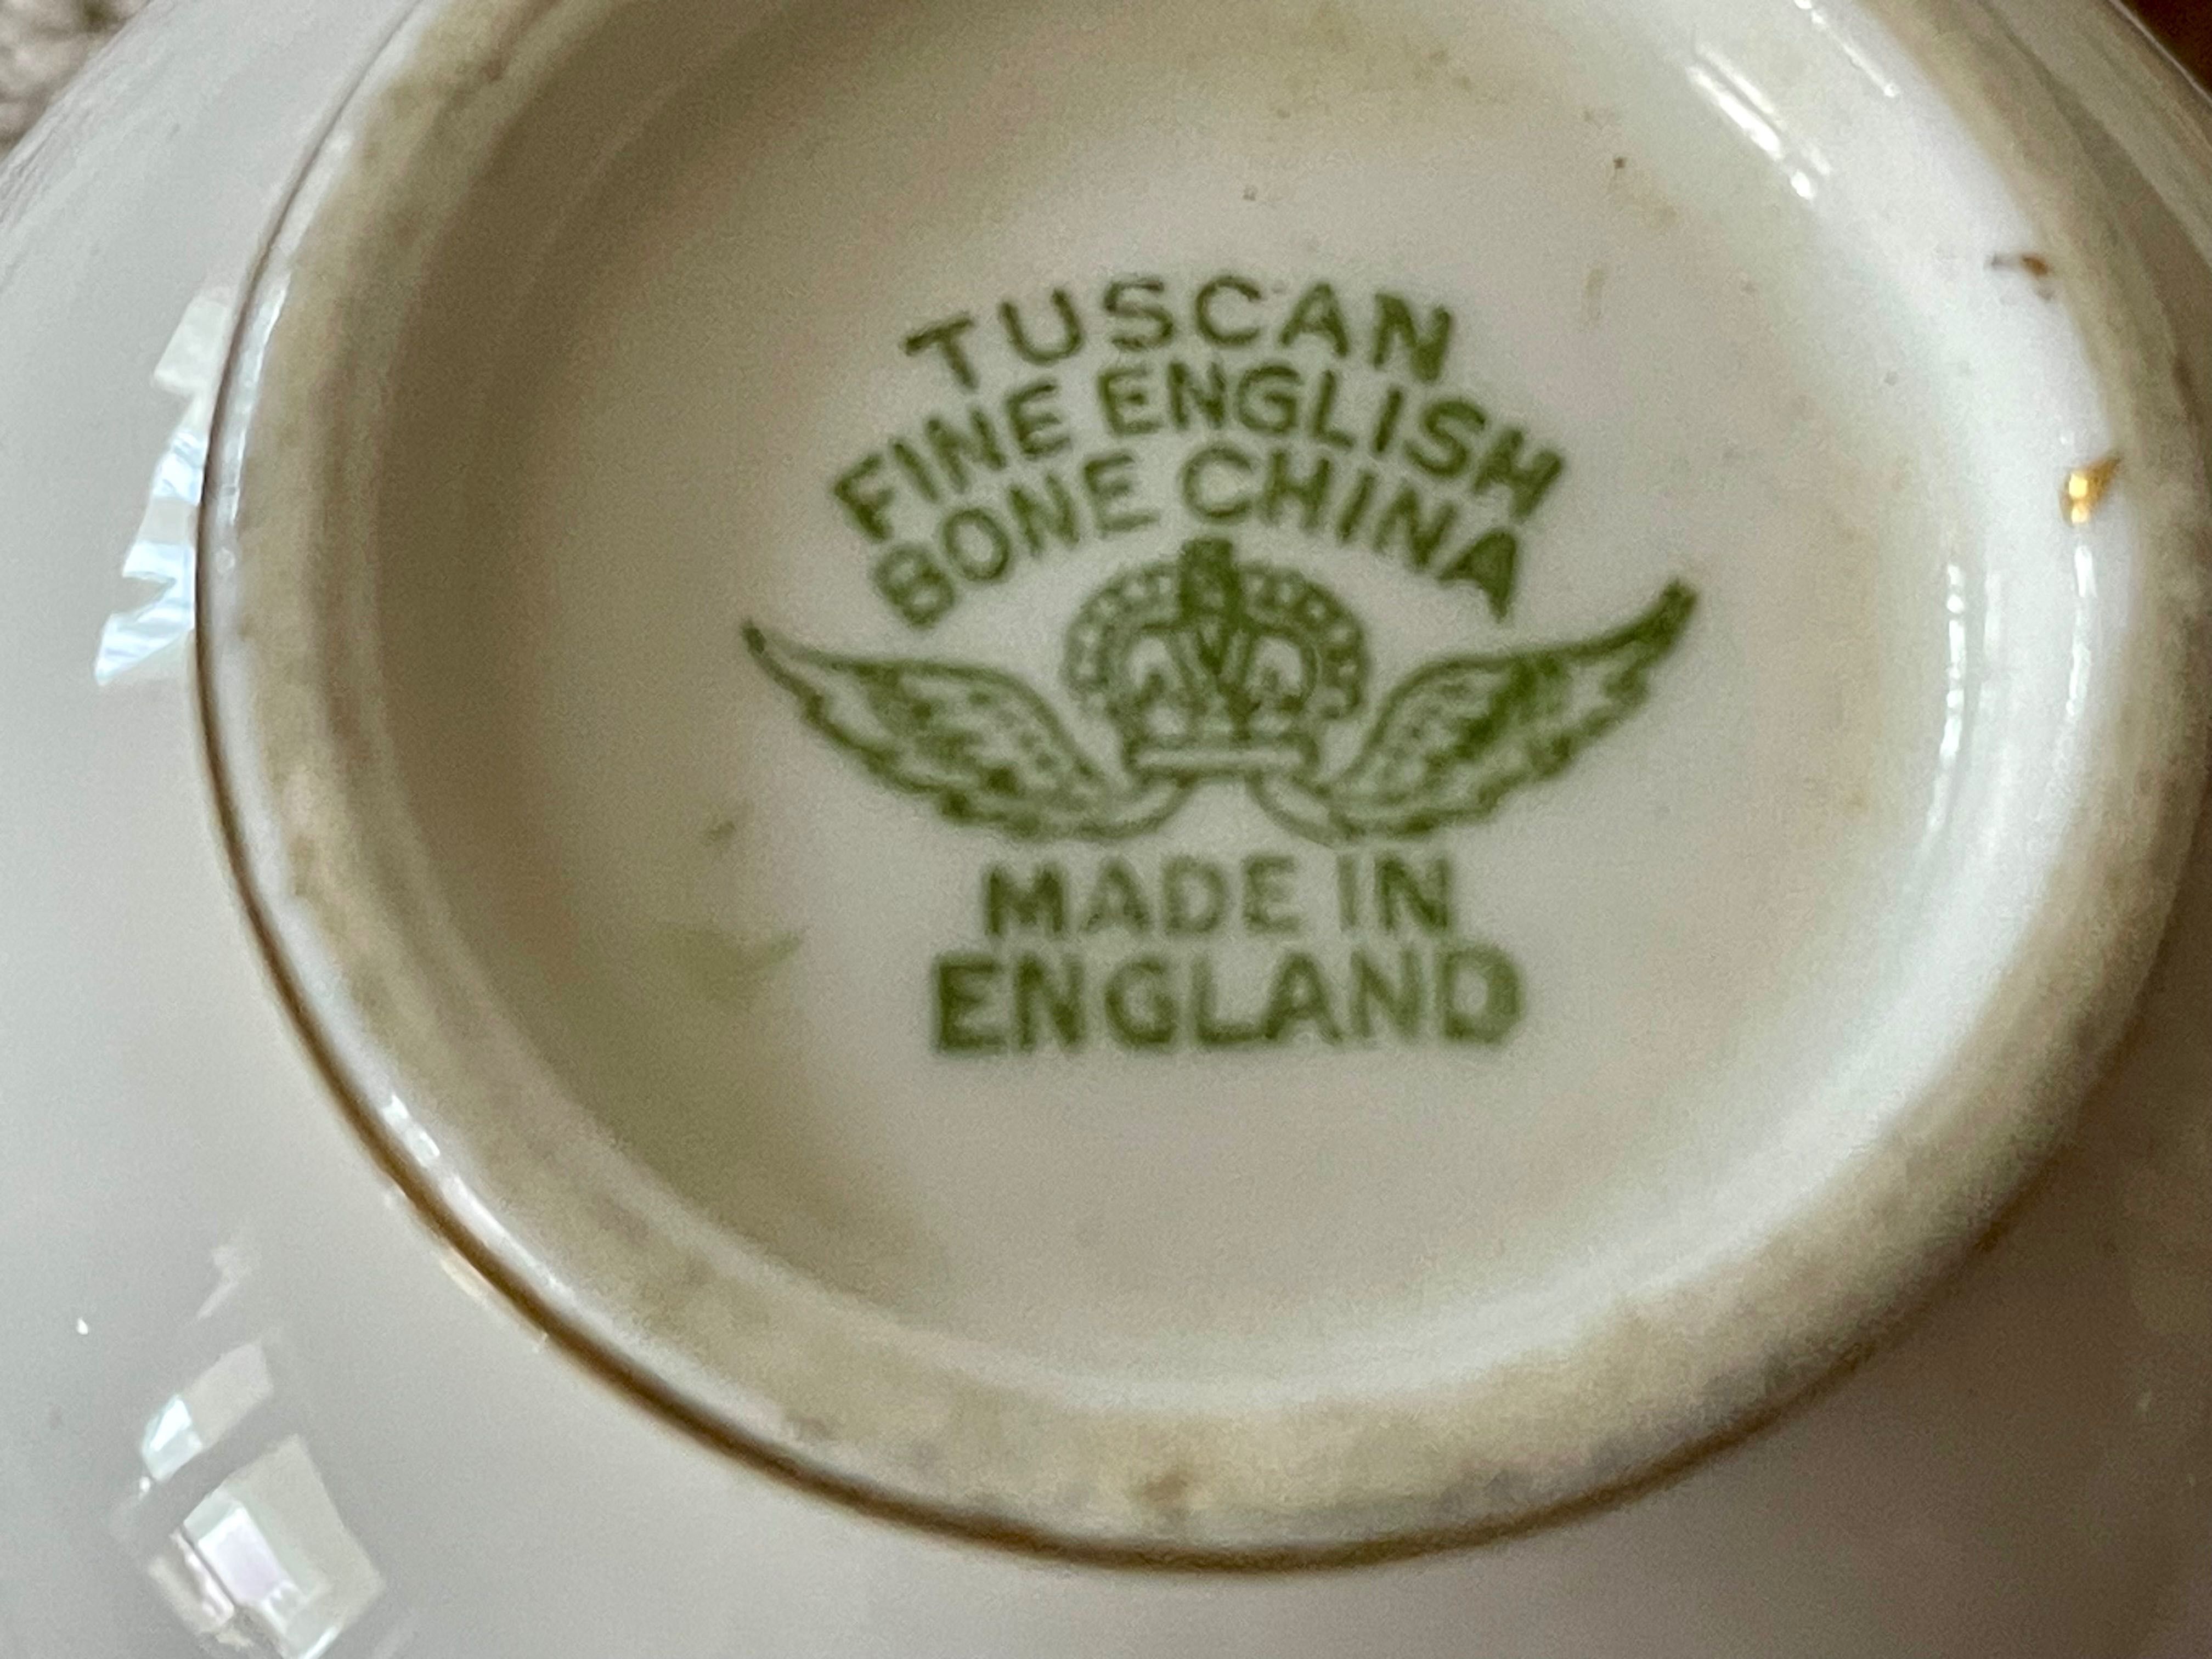 TUSCAN
FINE ENGLISH
BONE CHINA
MADE IN
ENGLAND